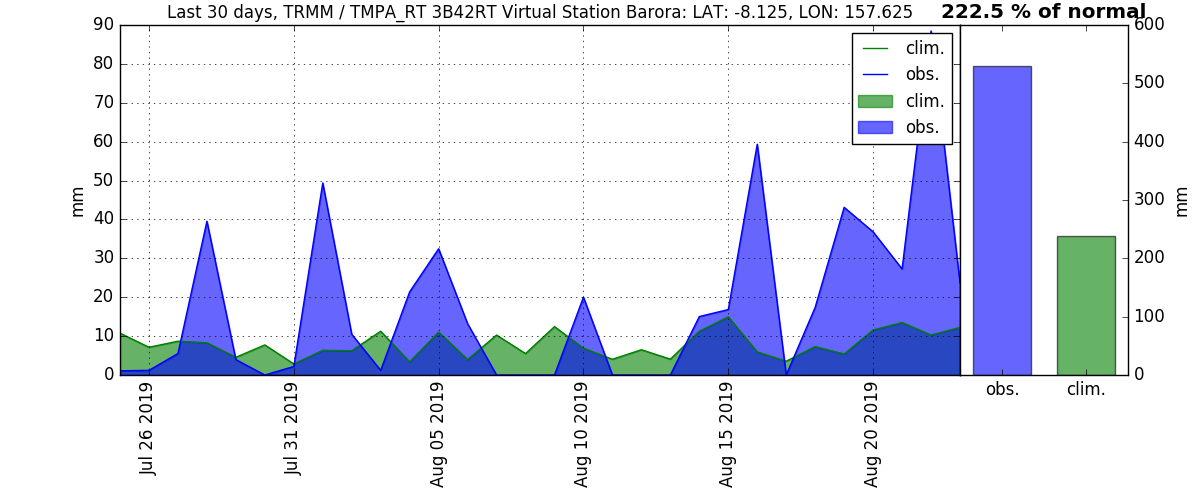 Last 30 days, TRMM / TMPA_RT 3B42RT Virtual Station Barora: LAT: -8.125, LON: 157.625
222.5 % of normal
90
80
70
60
50
40
30
20
10
0
mm
clim.
obs.
clim.
obs.
600
500
400
300
200
100
0
mm
obs.
clim.
Jul 26 2019
Jul 31 2019
Aug 05 2019
Aug 10 2019
Aug 15 2019
Aug 20 2019